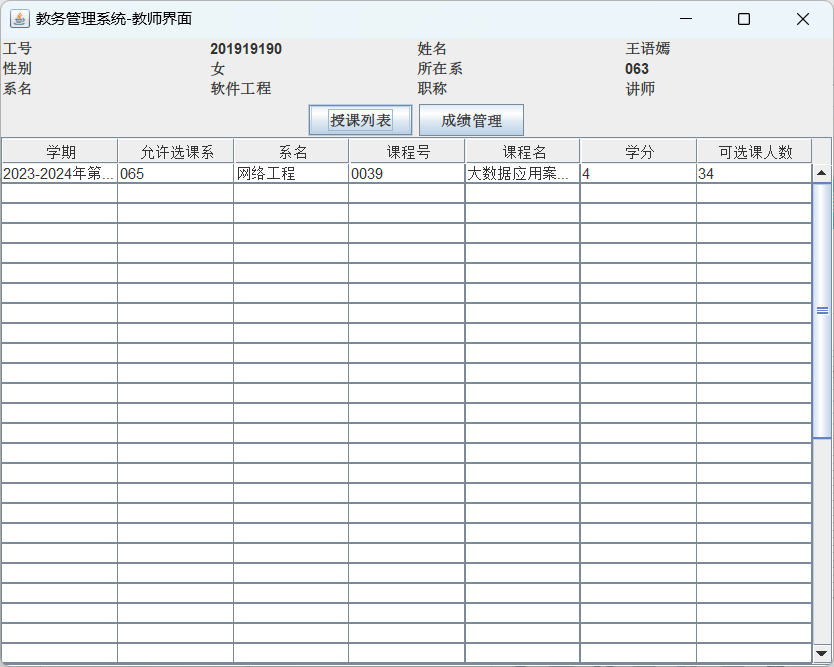 教务管理系统-教师界面
工号 201919190 姓名 王语嫣
性别 女 所在系 063
系名 软件工程 职称 讲师
授课列表 成绩管理
学期 允许选课系 系名 课程号 课程名 学分 可选课人数
2023-2024年第... 065 网络工程 0039 大数据应用案... 4 34